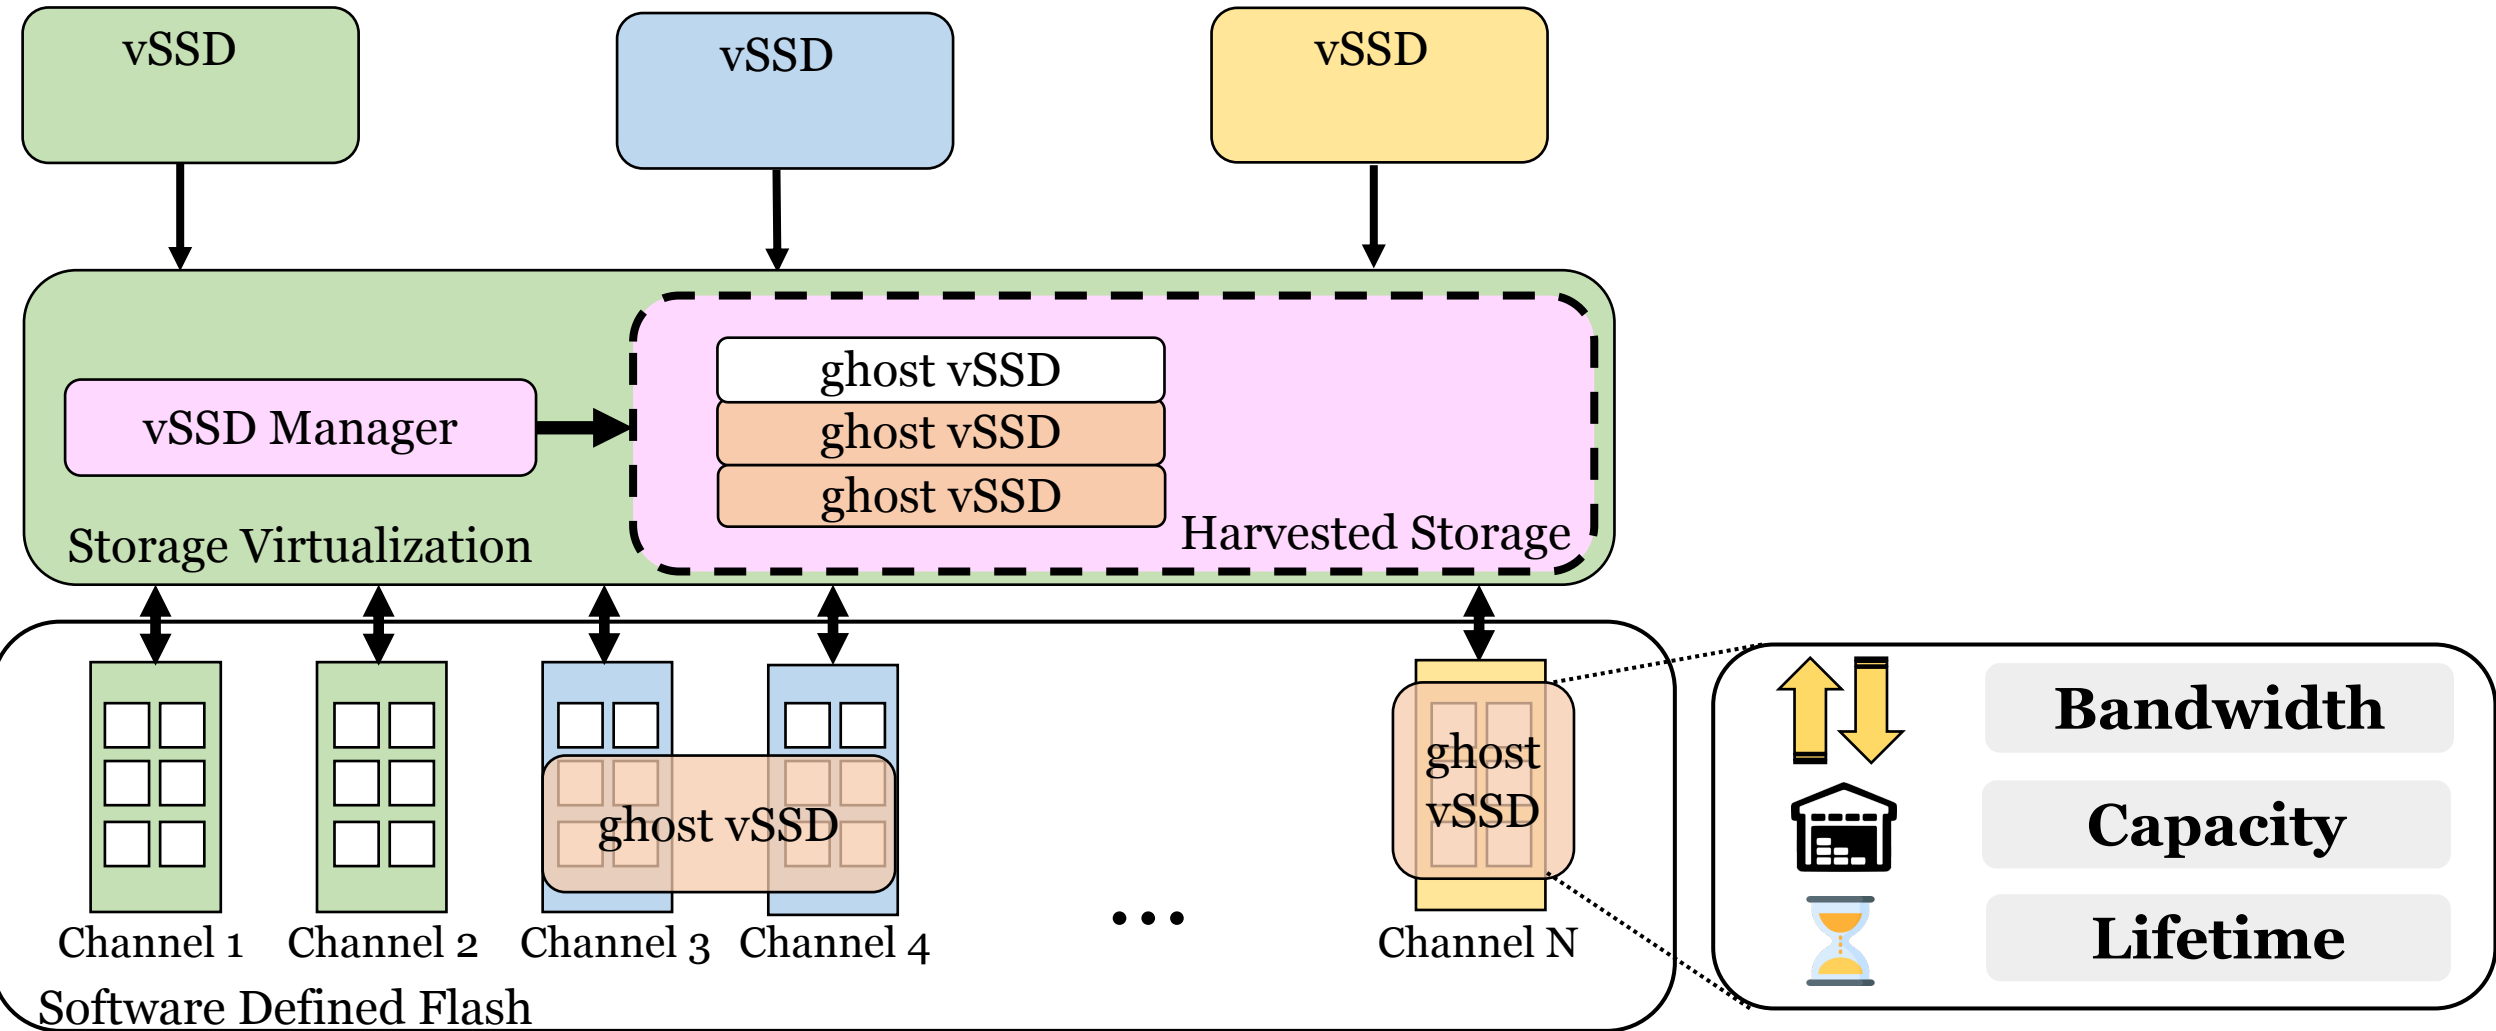 vSSD
vSSD
vSSD
ghost vSSD
vSSD Manager
ghost vSSD
ghost vSSD
Harvested Storage
Storage Virtualization
Bandwidth
ghost
vSSD
ghost vSSD
Capacity
...
Channel 1
Channel 2
Channel 3
Channel 4
Channel N
Lifetime
Software Defined Flash